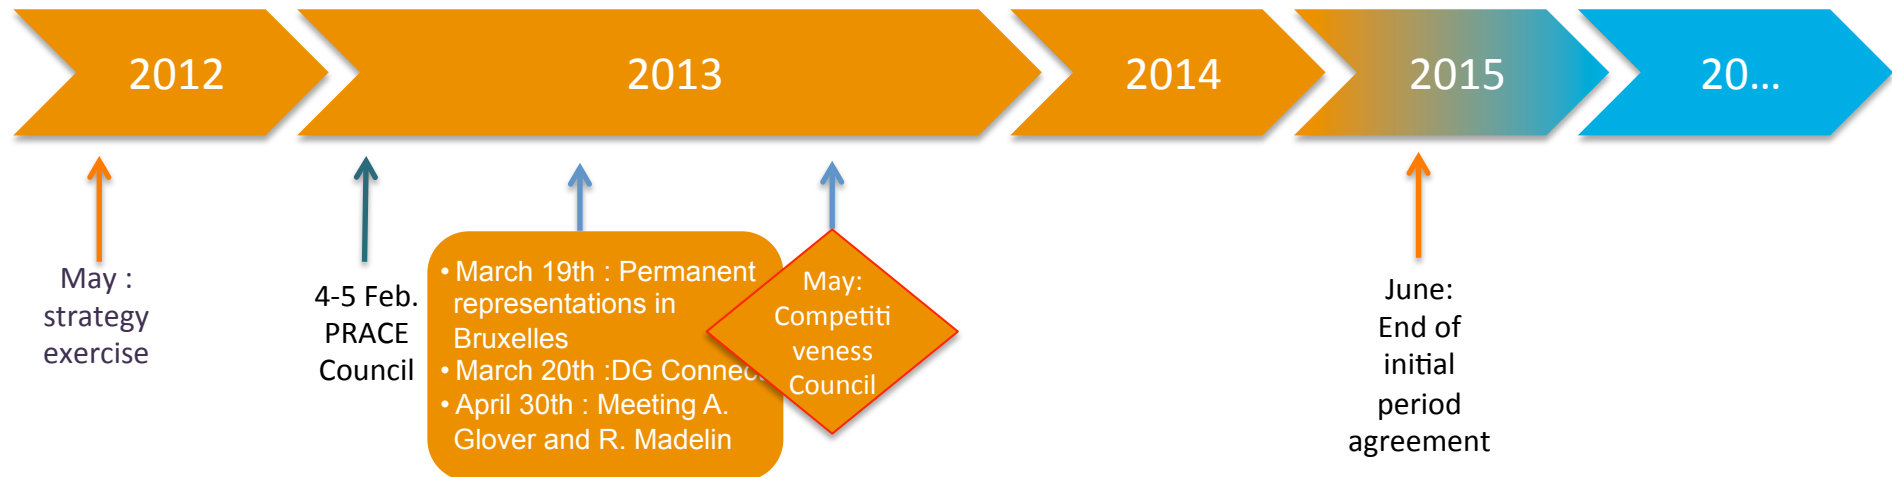 2012
2013
2014
2015
20...
May :
strategy
exercise
4-5 Feb.
PRACE
Council
• March 19th : Permanent
representations in
Bruxelles
• March 20th :DG Connec
• April 30th : Meeting A.
Glover and R. Madelin
May:
Competiti
veness
Council
June:
End of
initial
period
agreement